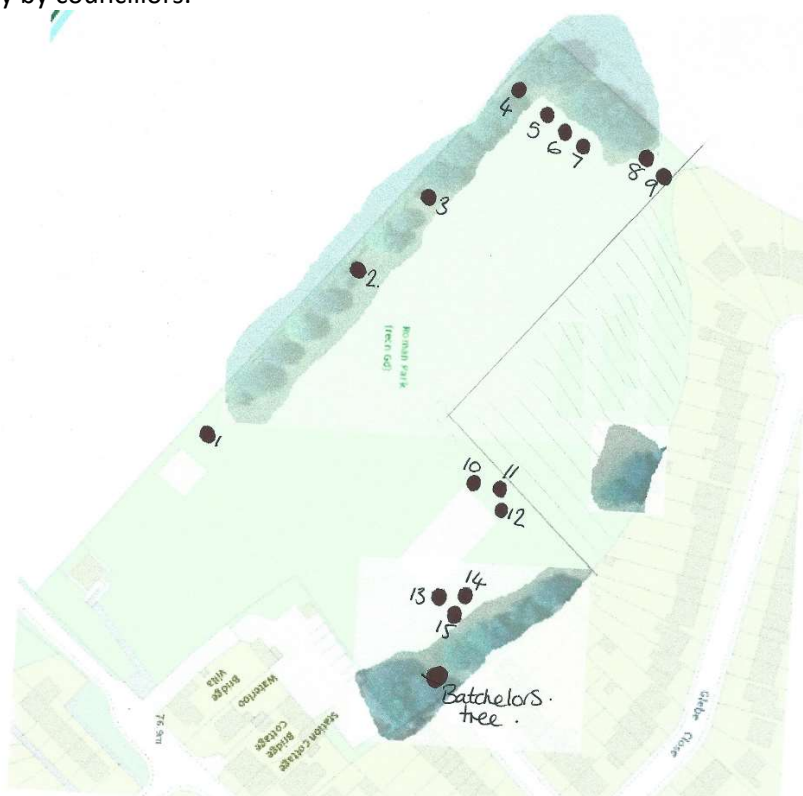 y by councillors.
4
5
6
7
8
9
3
2.
Roman Park
1
10
11
12
13
14
15
Batchelors.
tree.
Waterloo
Bridge
Villa
Station Cottage
Bridge
Cottage
76.9m
Glebe Close